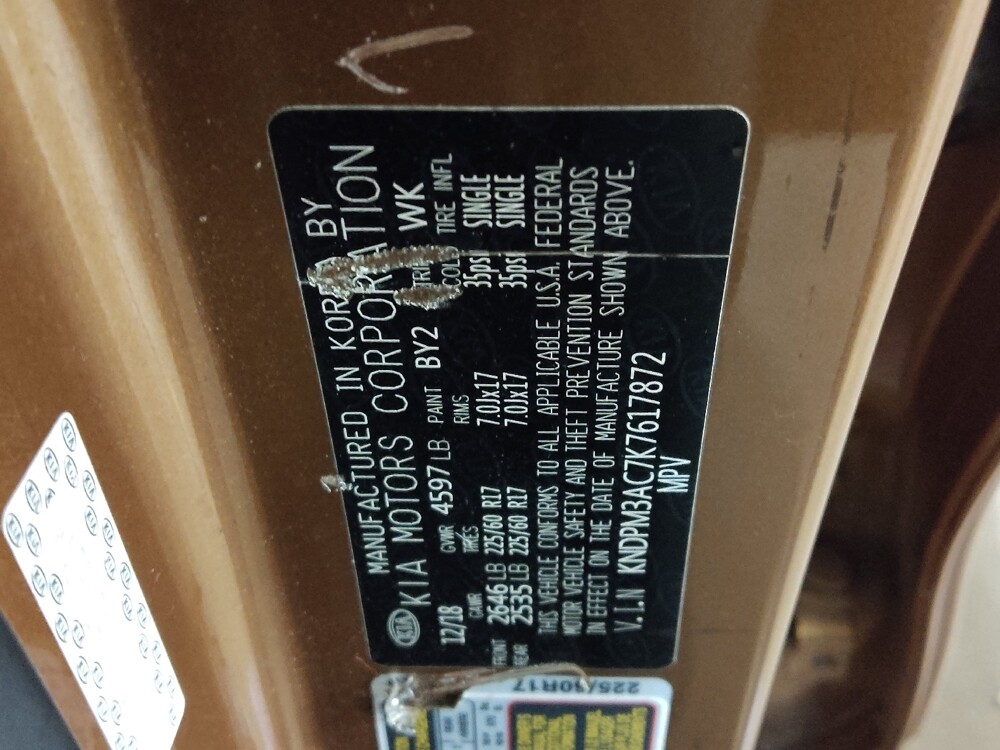 MANUFACTURED IN KOREA BY
KIA KIA MOTORS CORPORATION
12/18 GVWR 4597 LB PAINT BY2 WK
GAWR TIRES RIMS COLD TIRE INFL
FRONT 2646 LB 225/60 R17 7.0Jx17 35psi SINGLE
REAR 2535 LB 225/60 R17 7.0Jx17 35psi SINGLE
THIS VEHICLE CONFORMS TO ALL APPLICABLE U.S.A. FEDERAL
MOTOR VEHICLE SAFETY AND THEFT PREVENTION STANDARDS
IN EFFECT ON THE DATE OF MANUFACTURE SHOWN ABOVE.
V.I.N KNDPM3AC7K7617872
MPV
225/60R17